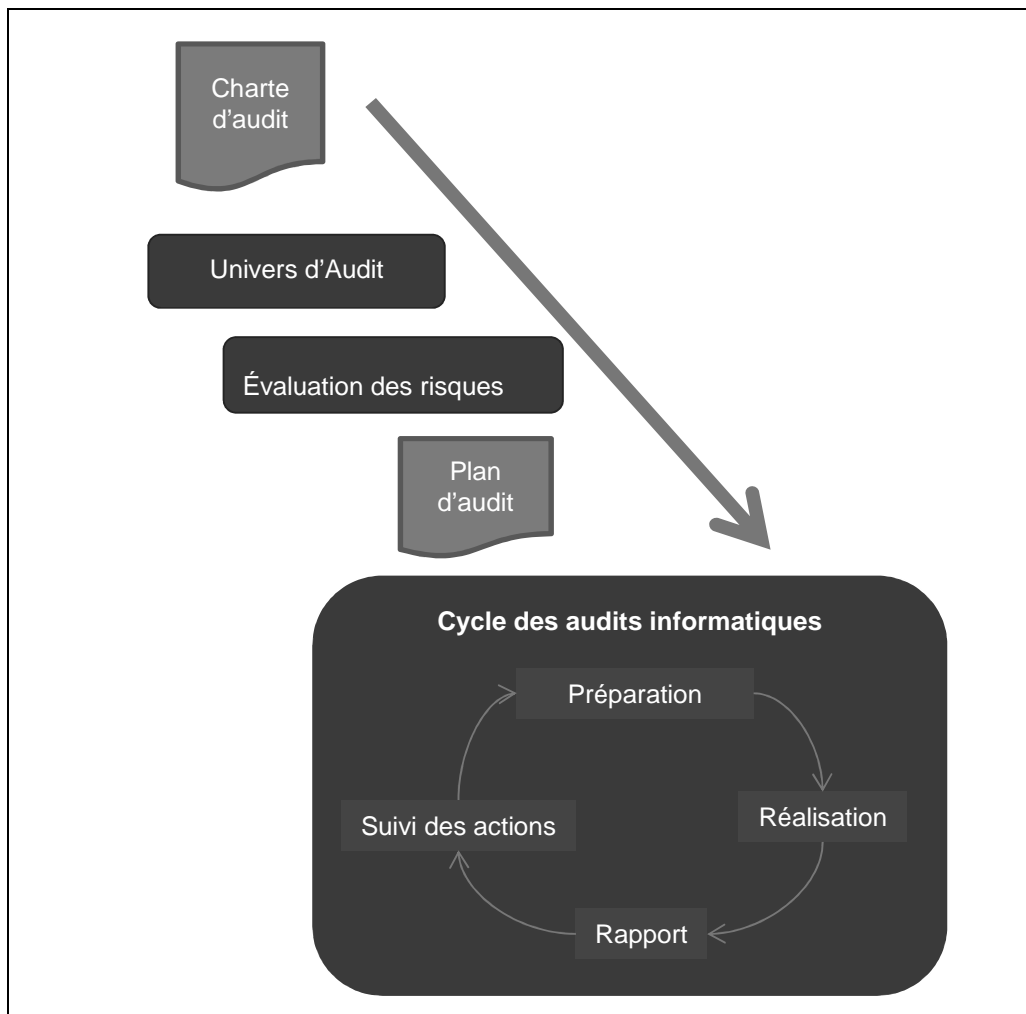 Charte
d’audit
Univers d’Audit
Évaluation des risques
Plan
d’audit
Cycle des audits informatiques
Préparation
Réalisation
Suivi des actions
Rapport